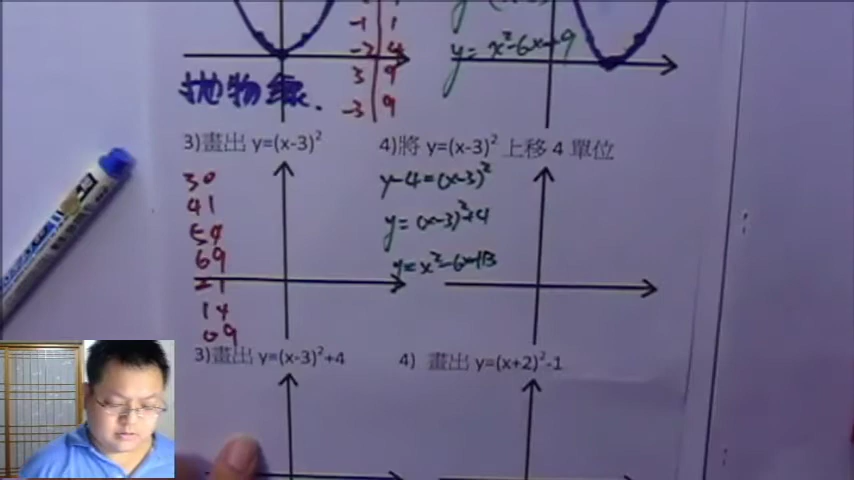 -1 1
-2 4
3 9
-3 9
y= x²-6x+9
拋物線.
3)畫出 y=(x-3)²
4)將 y=(x-3)² 上移 4 單位
3 0
4 1
5 4
6 9
2 1
1 4
0 9
y-4=(x-3)²
y=(x-3)²+4
y=x²-6x+13
3)畫出 y=(x-3)²+4
4) 畫出 y=(x+2)²-1